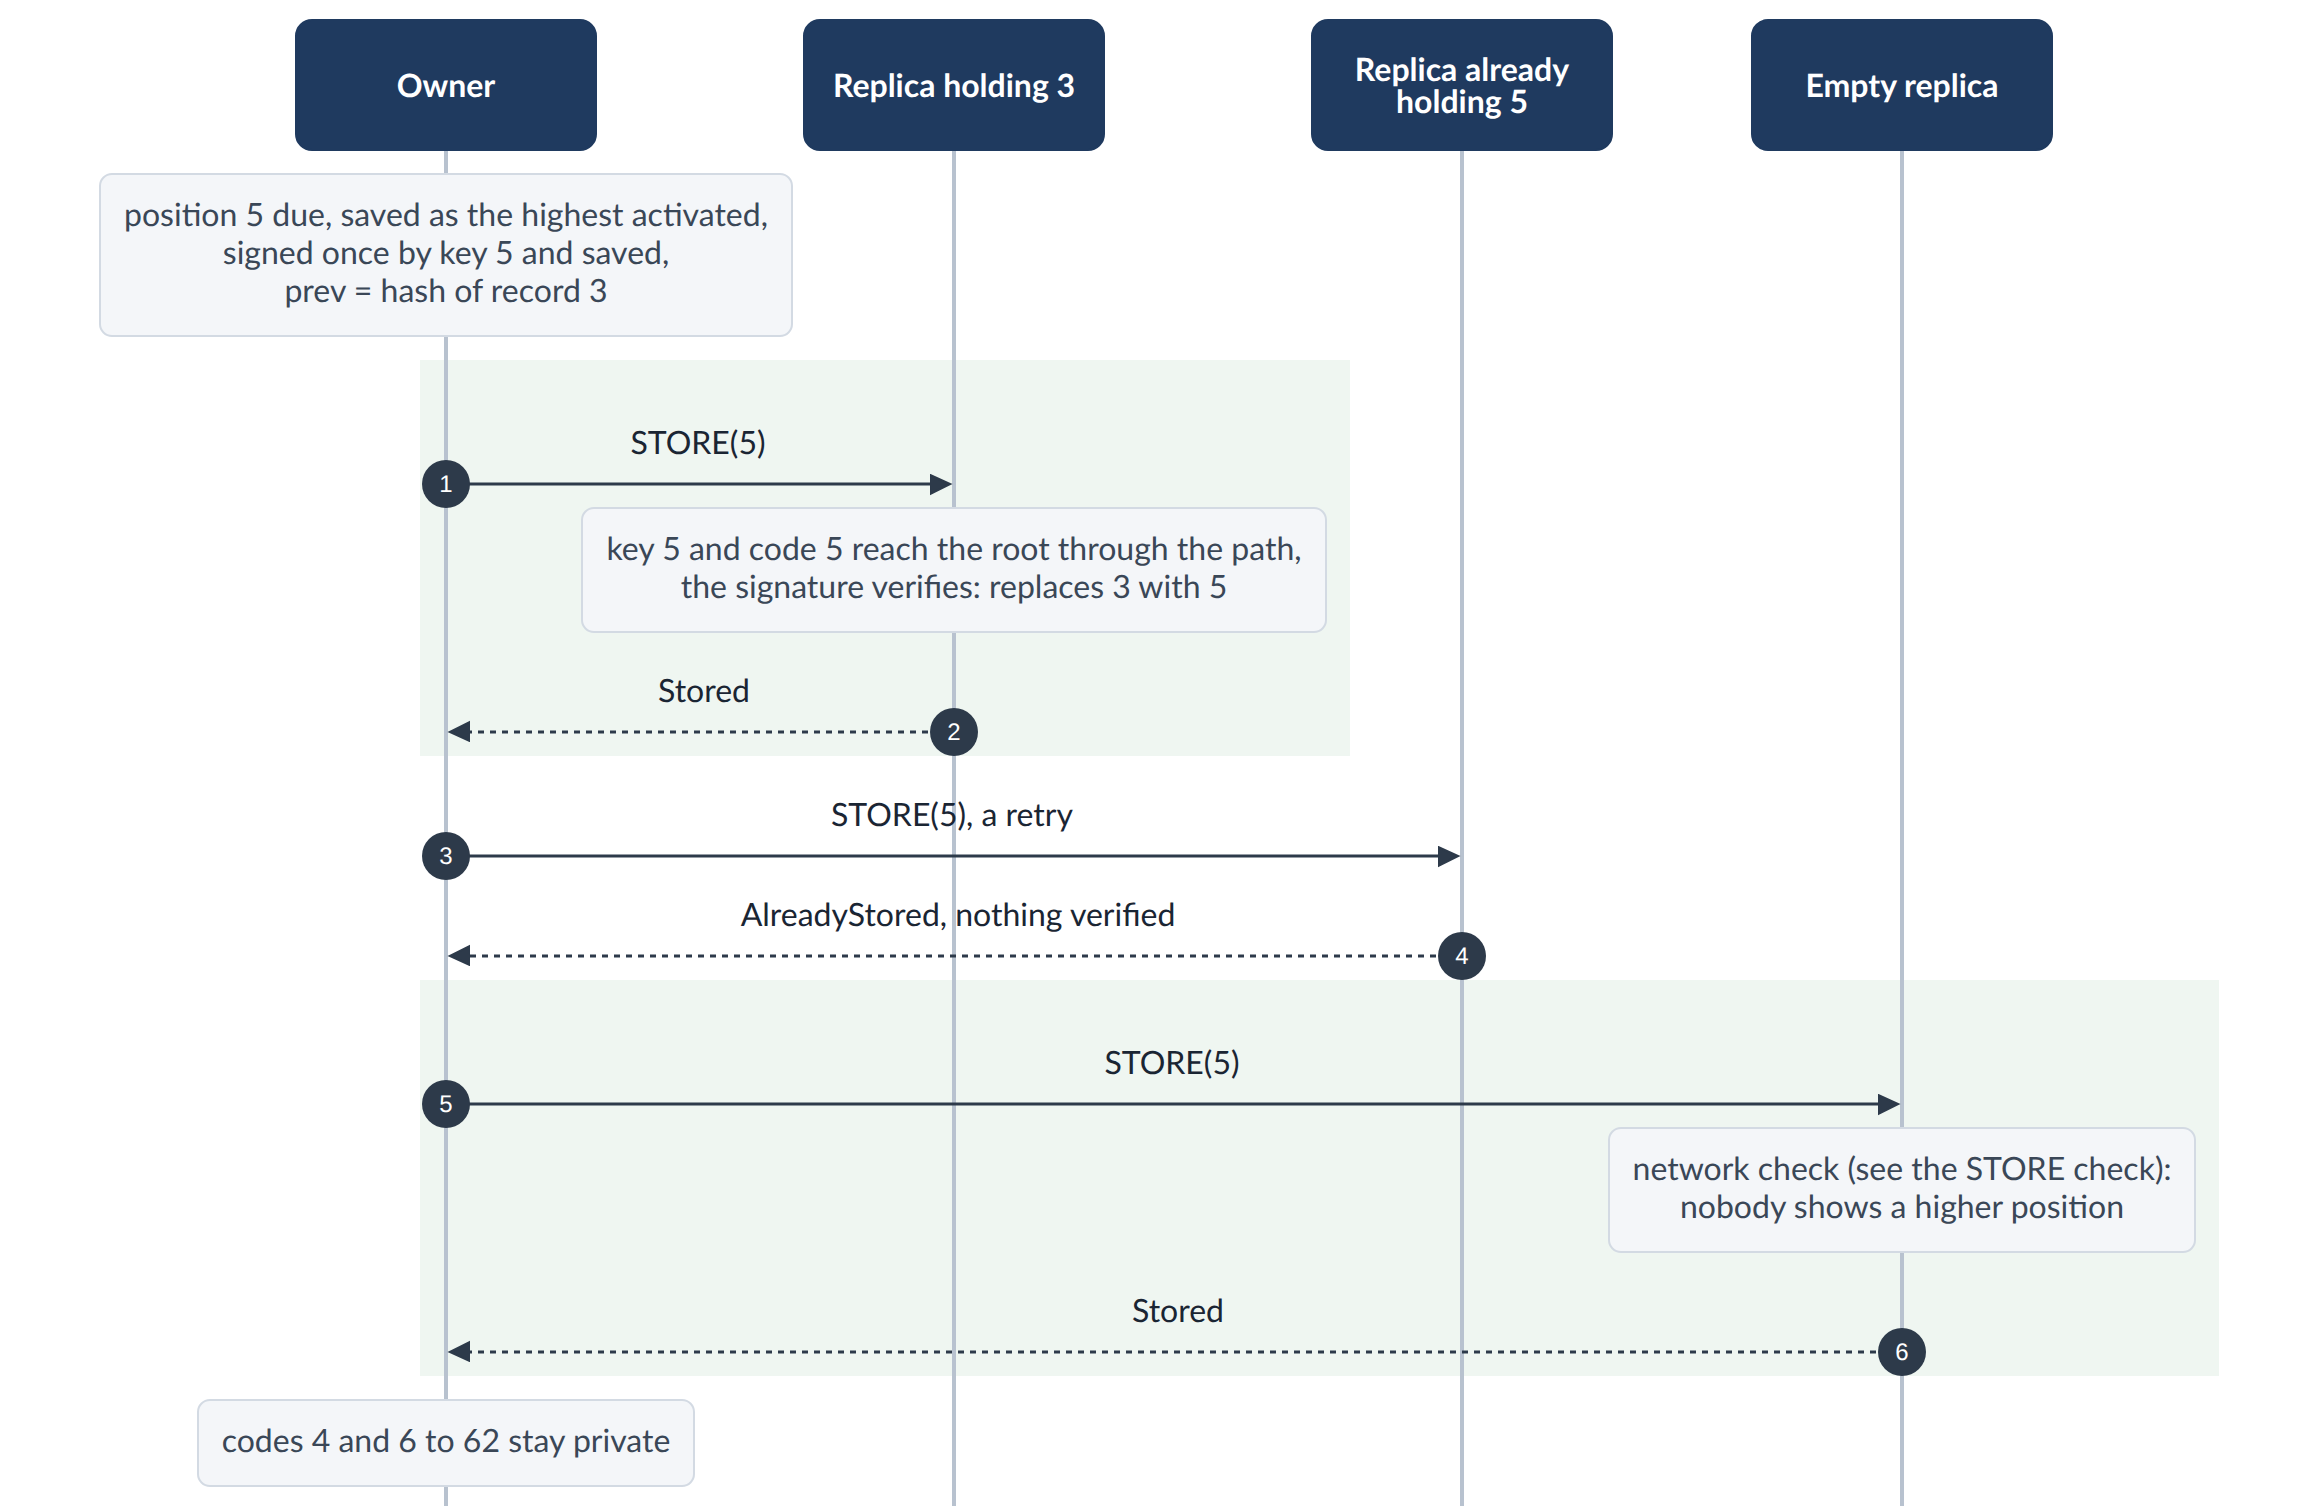 Owner
Replica holding 3
Replica already
holding 5
Empty replica
position 5 due, saved as the highest activated,
signed once by key 5 and saved,
prev = hash of record 3
STORE(5)
1
key 5 and code 5 reach the root through the path,
the signature verifies: replaces 3 with 5
Stored
2
STORE(5), a retry
3
AlreadyStored, nothing verified
4
STORE(5)
5
network check (see the STORE check):
nobody shows a higher position
Stored
6
codes 4 and 6 to 62 stay private